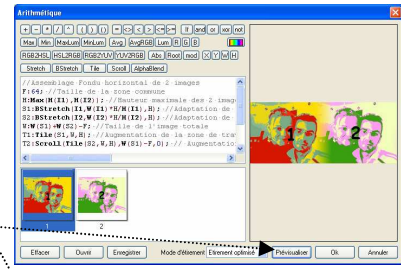 Arithmétique
+ - * / ^ ( ) () = <> < > <= >= If and or xor not
Max Min MaxLum MinLum Avg AvgRGB Lum R G B
RGB2HSL HSL2RGB RGB2YUV YUV2RGB Abs Root mod X Y W H
Stretch BStretch Tile Scroll AlphaBlend
//Assemblage Fondu horizontal de 2 images
F:64; //Taille de la zone commune
H:Max(H(I1),H(I2)); //Hauteur maximale des 2 imag
S1:BStretch(I1,W(I1)*H/H(I1),H); //Adaptation de
S2:BStretch(I2,W(I2)*H/H(I2),H); //Adaptation de
W:W(S1)+W(S2)-F; //Taille de l'image totale
T1:Tile(S1,W,H); //Augmentation de la zone de tra
T2:Scroll(Tile(S2,W,H),W(S1)-F,0); // Augmentatio
1 2
2
1 2
Effacer Ouvrir Enregistrer Mode d'étirement Etirement optimisé Prévisualiser Ok Annuler